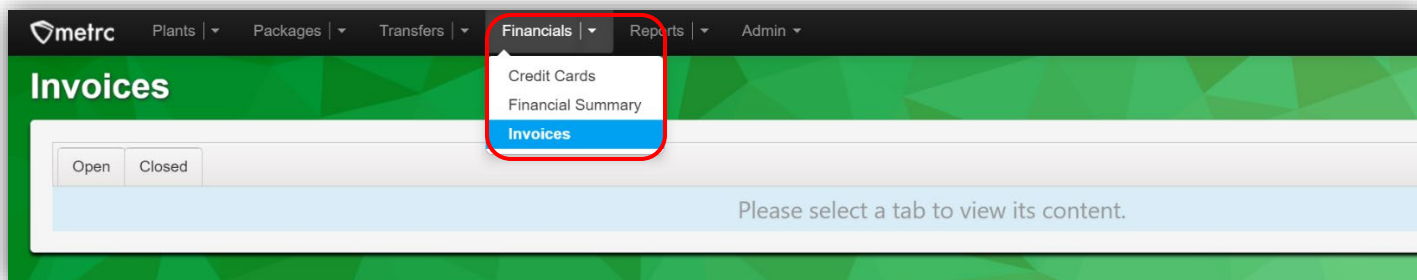 metrc Plants Packages Transfers Financials Reports Admin
Credit Cards
Financial Summary
Invoices
Invoices
Open Closed
Please select a tab to view its content.